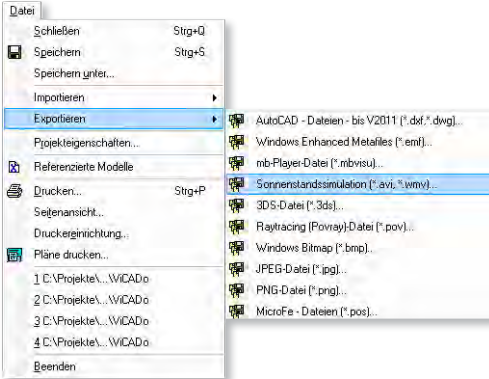 Datei
Schließen Strg+Q
Speichern Strg+S
Speichern unter...
Importieren
Exportieren
Projekteigenschaften...
Referenzierte Modelle
Drucken... Strg+P
Seitenansicht...
Druckereinrichtung...
Pläne drucken...
1 C:\Projekte\...\ViCADo
2 C:\Projekte\...\ViCADo
3 C:\Projekte\...\ViCADo
4 C:\Projekte\...\ViCADo
Beenden
AutoCAD - Dateien - bis V2011 (*.dxf,*.dwg)...
Windows Enhanced Metafiles (*.emf)...
mb-Player-Datei (*.mbvisu)...
Sonnenstandssimulation (*.avi, *.wmv)...
3DS-Datei (*.3ds)...
Raytracing (Povray)-Datei (*.pov)...
Windows Bitmap (*.bmp)...
JPEG-Datei (*.jpg)...
PNG-Datei (*.png)...
MicroFe - Dateien (*.pos)...